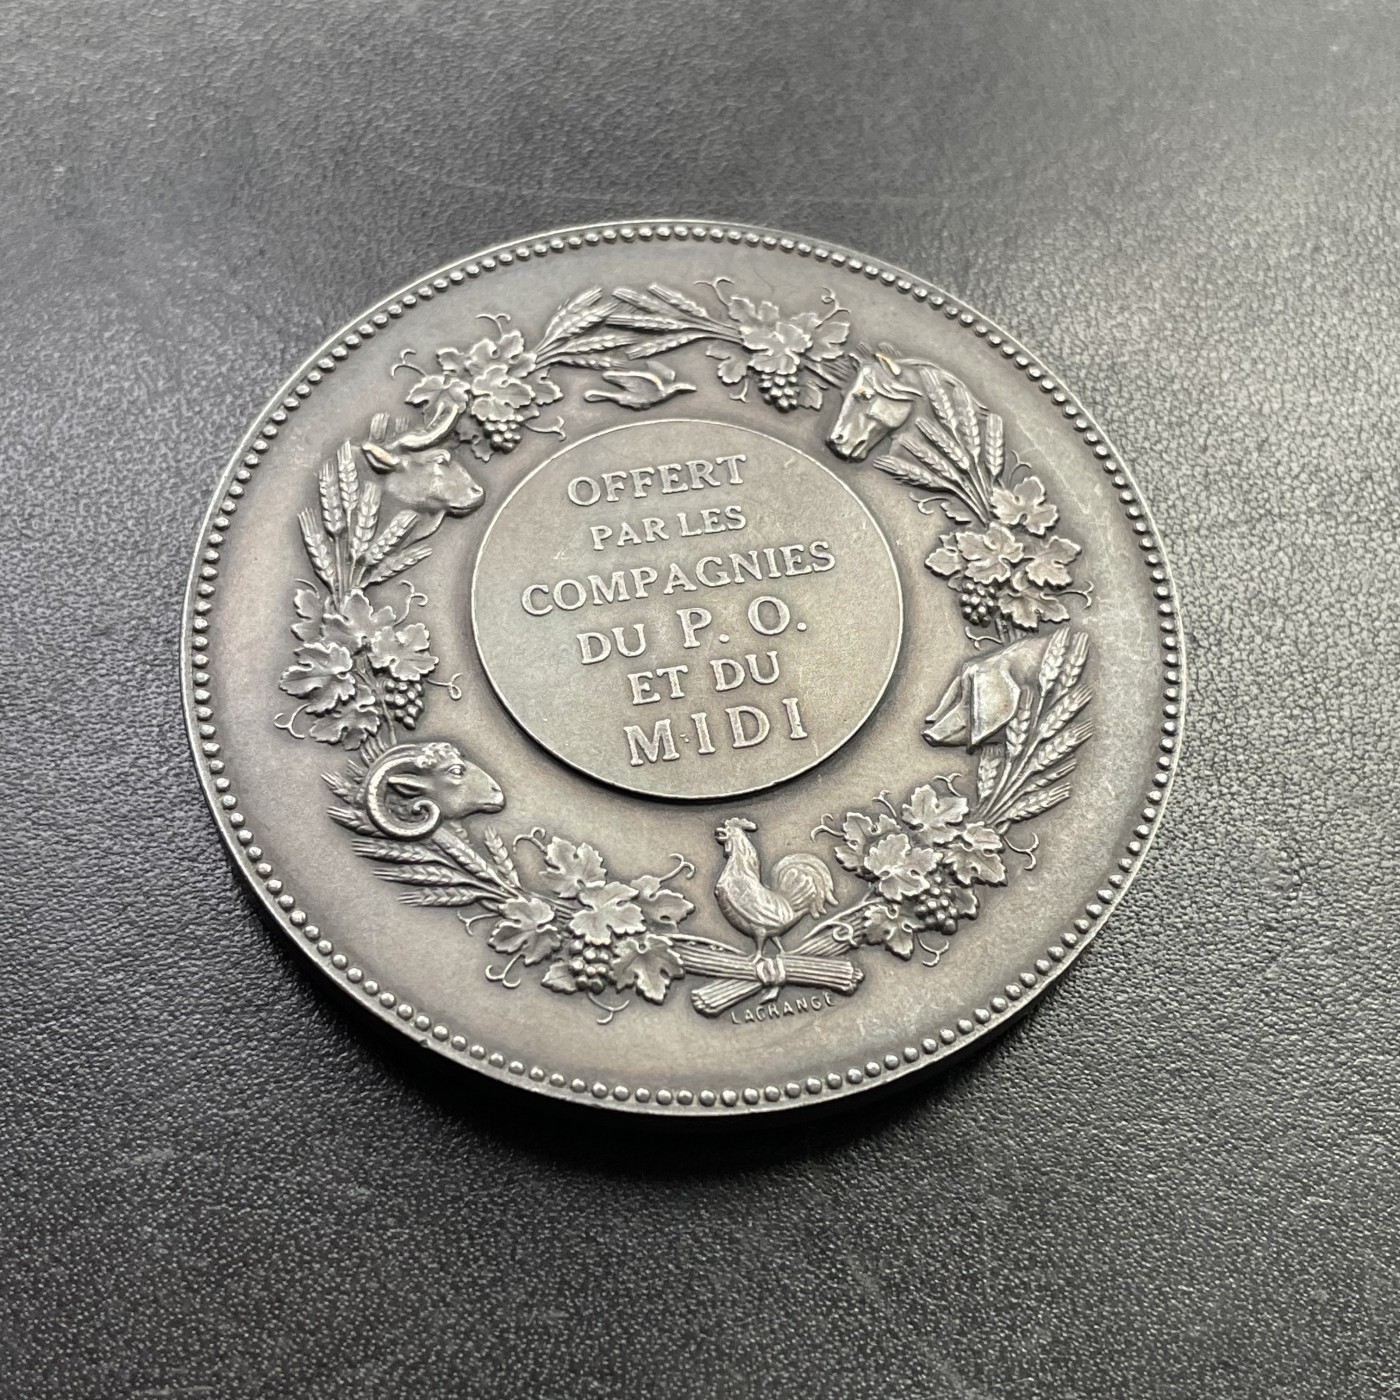 OFFERT
PAR LES
COMPAGNIES
DU P. O.
ET DU
MIDI
LAGRANGE